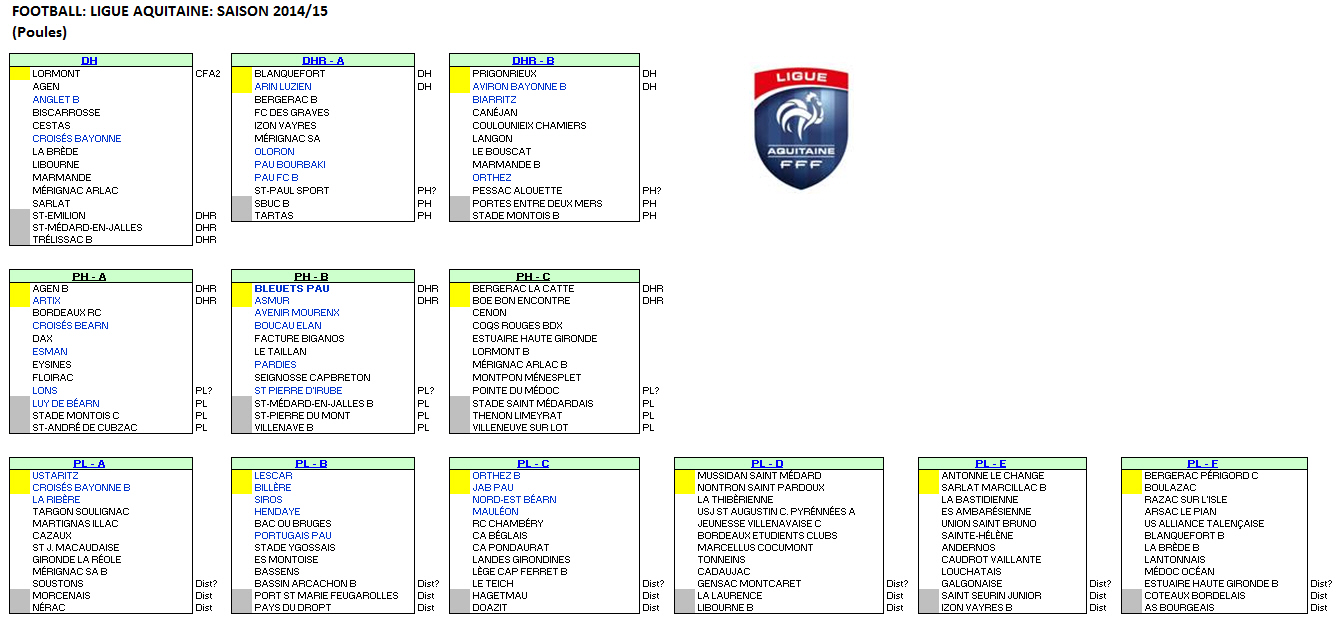 FOOTBALL: LIGUE AQUITAINE: SAISON 2014/15
(Poules)
DH
LORMONT CFA2
AGEN
ANGLET B
BISCARROSSE
CESTAS
CROISÉS BAYONNE
LA BRÈDE
LIBOURNE
MARMANDE
MÉRIGNAC ARLAC
SARLAT
ST-EMILION DHR
ST-MÉDARD-EN-JALLES DHR
TRÉLISSAC B DHR
DHR - A
BLANQUEFORT DH
ARIN LUZIEN DH
BERGERAC B
FC DES GRAVES
IZON VAYRES
MÉRIGNAC SA
OLORON
PAU BOURBAKI
PAU FC B
ST-PAUL SPORT PH?
SBUC B PH
TARTAS PH
DHR - B
PRIGONRIEUX DH
AVIRON BAYONNE B DH
BIARRITZ
CANÉJAN
COULOUNIEIX CHAMIERS
LANGON
LE BOUSCAT
MARMANDE B
ORTHEZ
PESSAC ALOUETTE PH?
PORTES ENTRE DEUX MERS PH
STADE MONTOIS B PH
LIGUE
AQUITAINE
FFF
PH - A
AGEN B DHR
ARTIX DHR
BORDEAUX RC
CROISÉS BEARN
DAX
ESMAN
EYSINES
FLOIRAC
LONS PL?
LUY DE BÉARN PL
STADE MONTOIS C PL
ST-ANDRÉ DE CUBZAC PL
PH - B
BLEUETS PAU DHR
ASMUR DHR
AVENIR MOURENX
BOUCAU ELAN
FACTURE BIGANOS
LE TAILLAN
PARDIES
SEIGNOSSE CAPBRETON
ST PIERRE D'IRUBE PL?
ST-MÉDARD-EN-JALLES B PL
ST-PIERRE DU MONT PL
VILLENAVE B PL
PH - C
BERGERAC LA CATTE DHR
BOE BON ENCONTRE DHR
CENON
COQS ROUGES BDX
ESTUAIRE HAUTE GIRONDE
LORMONT B
MÉRIGNAC ARLAC B
MONTPON MÉNESPLET
POINTE DU MÉDOC PL?
STADE SAINT MÉDARDAIS PL
THENON LIMEYRAT PL
VILLENEUVE SUR LOT PL
PL - A
USTARITZ
CROISÉS BAYONNE B
LA RIBÈRE
TARGON SOULIGNAC
MARTIGNAS ILLAC
CAZAUX
ST J. MACAUDAISE
GIRONDE LA RÉOLE
MÉRIGNAC SA B
SOUSTONS Dist?
MORCENAIS Dist
NÉRAC Dist
PL - B
LESCAR
BILLÈRE
SIROS
HENDAYE
BAC OU BRUGES
PORTUGAIS PAU
STADE YGOSSAIS
ES MONTOISE
BASSENS
BASSIN ARCACHON B Dist?
PORT ST MARIE FEUGAROLLES Dist
PAYS DU DROPT Dist
PL - C
ORTHEZ B
JAB PAU
NORD-EST BÉARN
MAULÉON
RC CHAMBÉRY
CA BÉGLAIS
CA PONDAURAT
LANDES GIRONDINES
LÈGE CAP FERRET B
LE TEICH Dist?
HAGETMAU Dist
DOAZIT Dist
PL - D
MUSSIDAN SAINT MÉDARD
NONTRON SAINT PARDOUX
LA THIBÉRIENNE
USJ ST AUGUSTIN C. PYRÉNNÉES A
JEUNESSE VILLENAVAISE C
BORDEAUX ETUDIENTS CLUBS
MARCELLUS COCUMONT
TONNEINS
CADAUJAC
GENSAC MONTCARET Dist?
LA LAURENCE Dist
LIBOURNE B Dist
PL - E
ANTONNE LE CHANGE
SARLAT MARCILLAC B
LA BASTIDIENNE
ES AMBARÉSIENNE
UNION SAINT BRUNO
SAINTE-HÉLÈNE
ANDERNOS
CAUDROT VAILLANTE
LOUCHATAIS
GALGONAISE Dist?
SAINT SEURIN JUNIOR Dist
IZON VAYRES B Dist
PL - F
BERGERAC PÉRIGORD C
BOULAZAC
RAZAC SUR L'ISLE
ARSAC LE PIAN
US ALLIANCE TALENÇAISE
BLANQUEFORT B
LA BRÈDE B
LANTONNAIS
MÉDOC OCÉAN
ESTUAIRE HAUTE GIRONDE B Dist?
COTEAUX BORDELAIS Dist
AS BOURGEAIS Dist